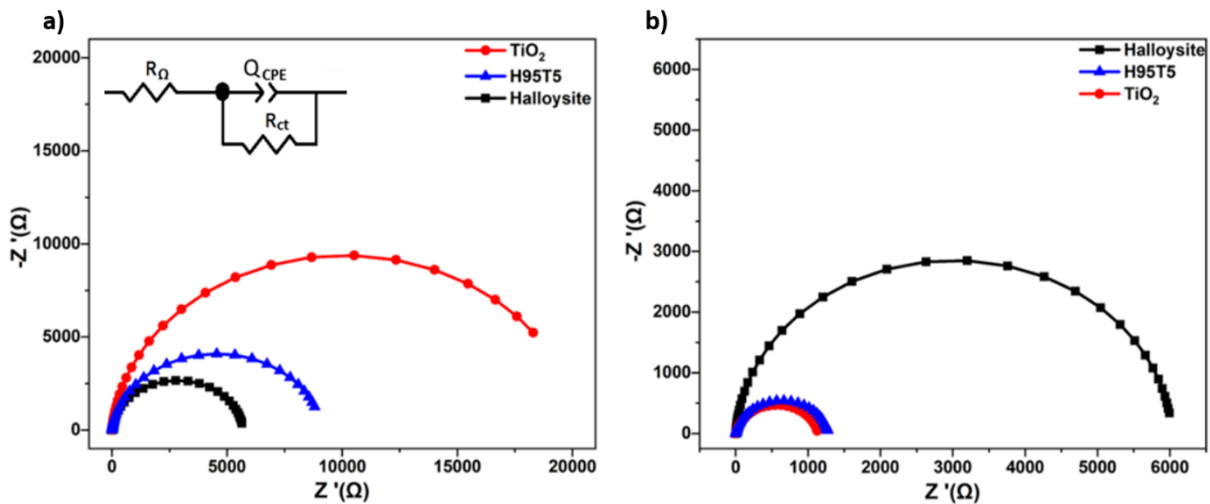 a)
20000
15000
10000
5000
0
-Z '(Ω)
0 5000 10000 15000 20000
Z '(Ω)
TiO₂
H95T5
Halloysite
RΩ
QCPE
Rct
b)
6000
5000
4000
3000
2000
1000
0
-Z '(Ω)
0 1000 2000 3000 4000 5000 6000
Z '(Ω)
Halloysite
H95T5
TiO₂